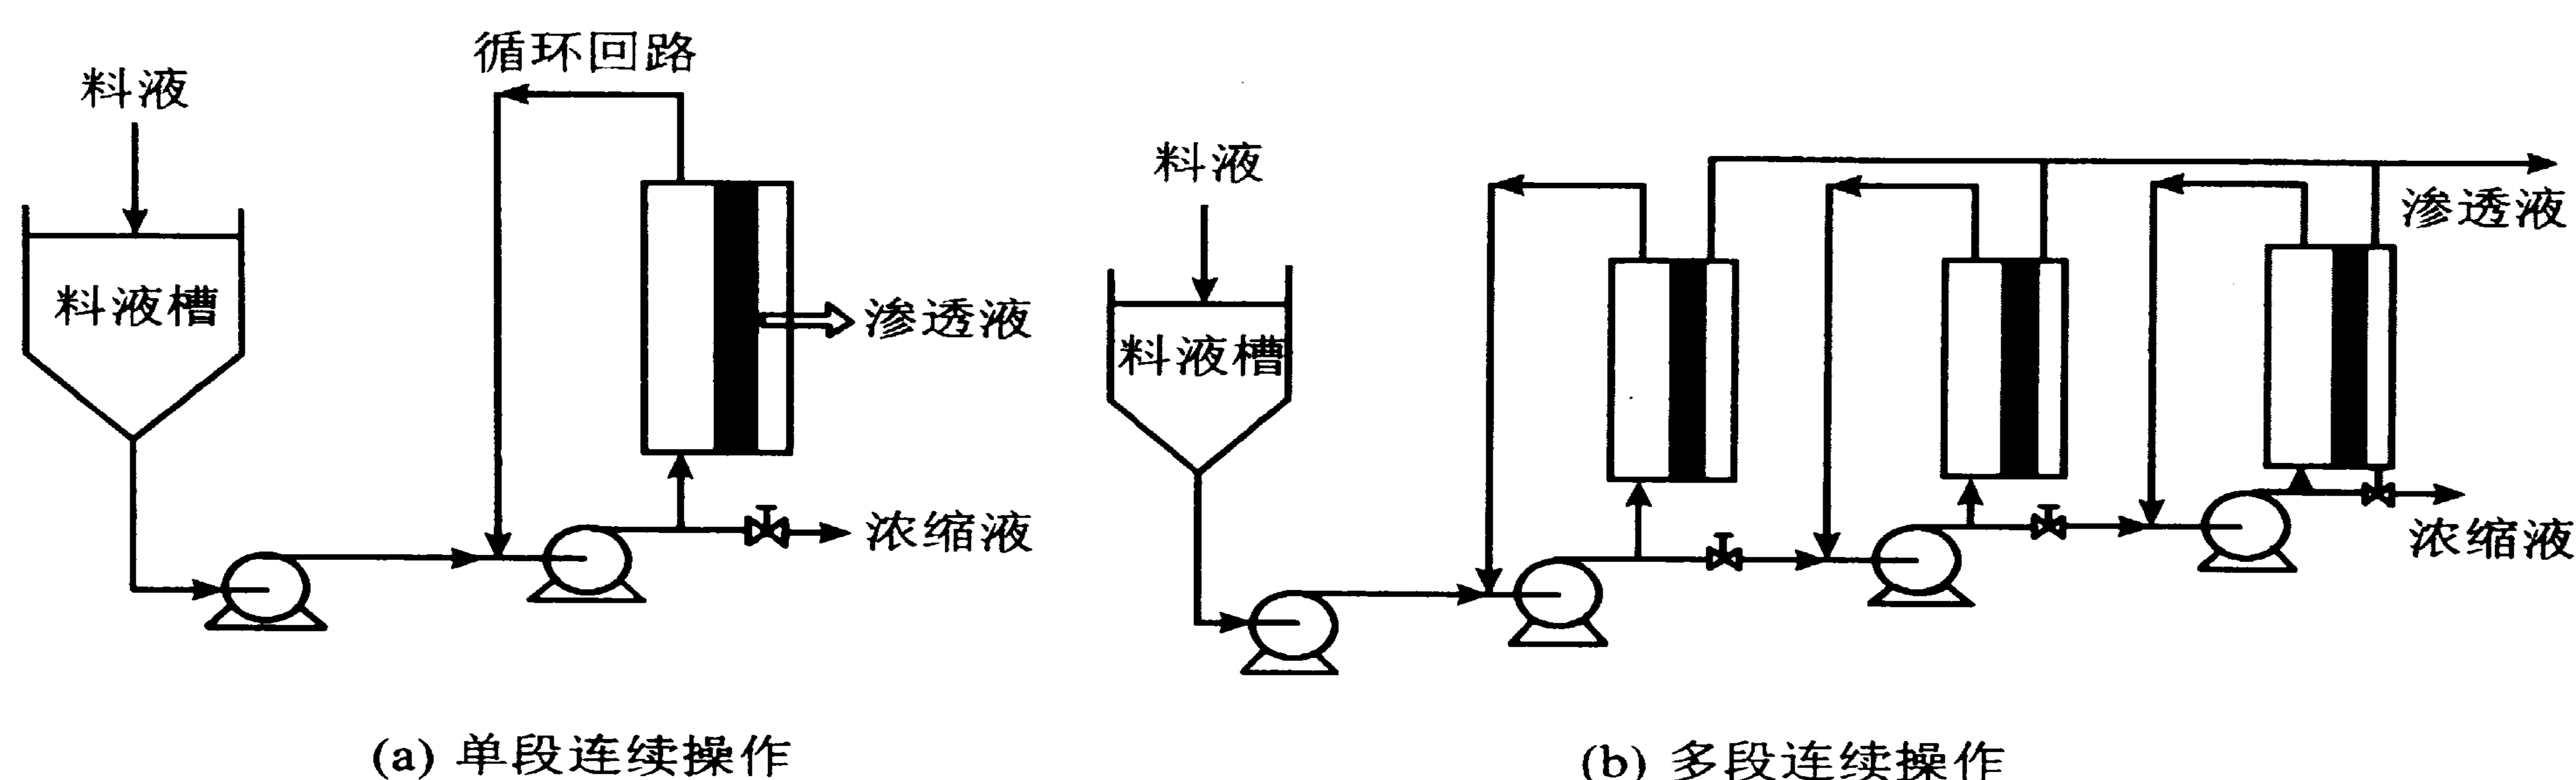 循环回路
料液
料液槽
渗透液
浓缩液
(a) 单段连续操作
料液
料液槽
渗透液
浓缩液
(b) 多段连续操作